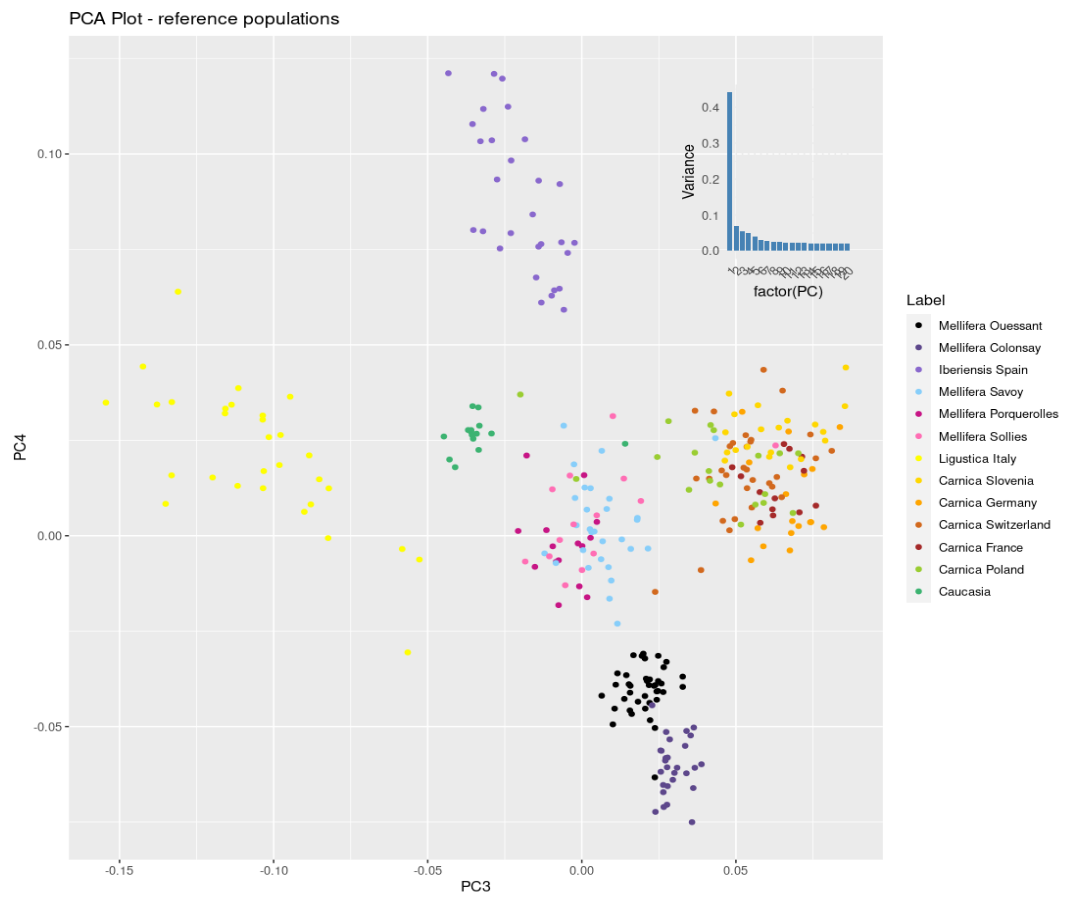 PCA Plot - reference populations
0.4
0.3
0.2
0.1
0.0
Variance
factor(PC)
0.10
0.05
0.00
-0.05
PC4
-0.15
-0.10
-0.05
0.00
0.05
PC3
Label
Mellifera Ouessant
Mellifera Colonsay
Iberiensis Spain
Mellifera Savoy
Mellifera Porquerolles
Mellifera Sollies
Ligustica Italy
Carnica Slovenia
Carnica Germany
Carnica Switzerland
Carnica France
Carnica Poland
Caucasia